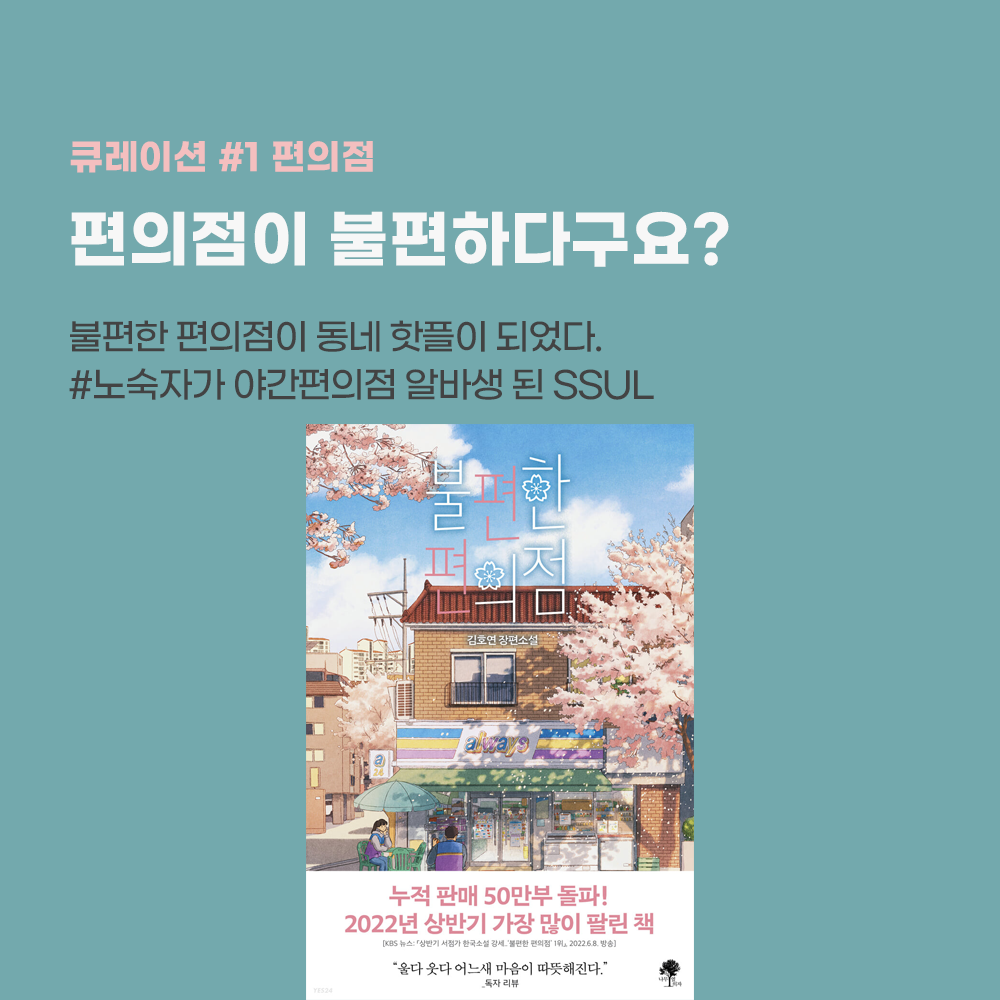 큐레이션 #1 편의점
편의점이 불편하다구요?
불편한 편의점이 동네 핫플이 되었다.
#노숙자가 야간편의점 알바생 된 SSUL
불편한
편의점
김호연 장편소설
always
a
24
누적 판매 50만부 돌파!
2022년 상반기 가장 많이 팔린 책
[KBS 뉴스: 「상반기 서점가 한국소설 강세..‘불편한 편의점’ 1위」, 2022.6.8. 방송]
“울다 웃다 어느새 마음이 따뜻해진다.”
_독자 리뷰
나무옆의자
YES24